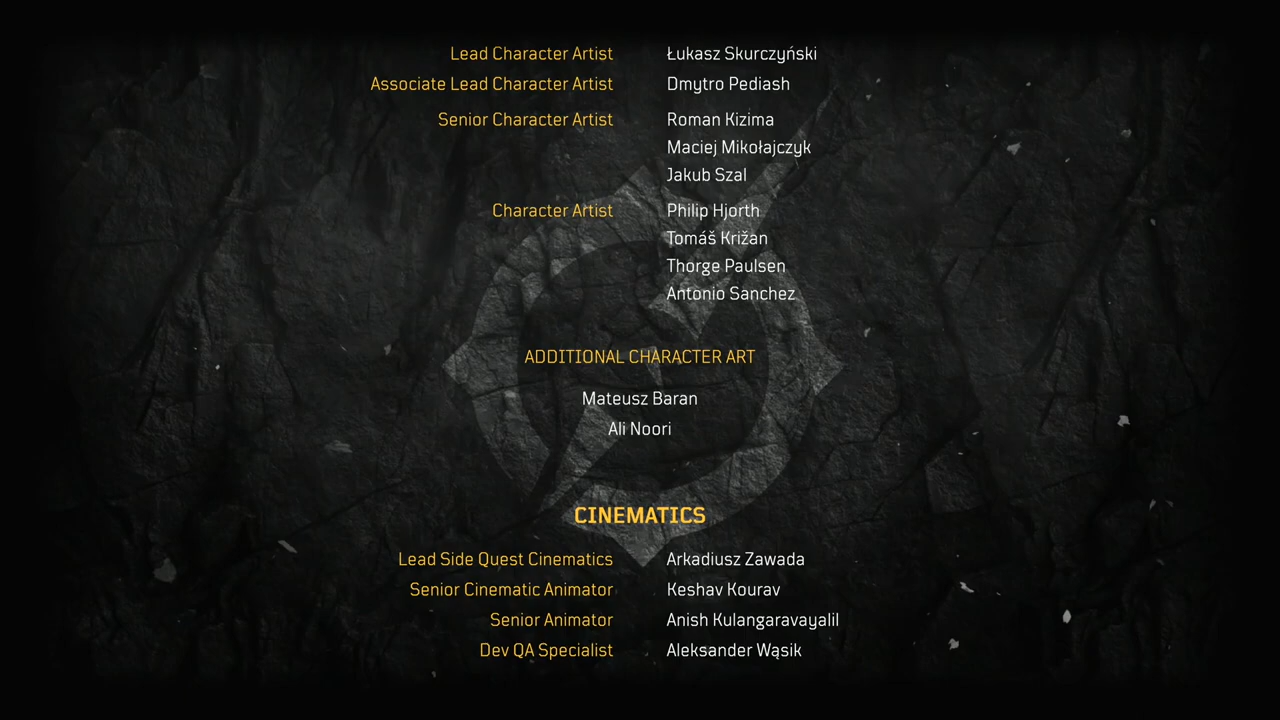 Lead Character Artist Łukasz Skurczyński
Associate Lead Character Artist Dmytro Pediash
Senior Character Artist Roman Kizima
Maciej Mikołajczyk
Jakub Szal
Character Artist Philip Hjorth
Tomáš Križan
Thorge Paulsen
Antonio Sanchez
ADDITIONAL CHARACTER ART
Mateusz Baran
Ali Noori
CINEMATICS
Lead Side Quest Cinematics Arkadiusz Zawada
Senior Cinematic Animator Keshav Kourav
Senior Animator Anish Kulangaravayalil
Dev QA Specialist Aleksander Wąsik